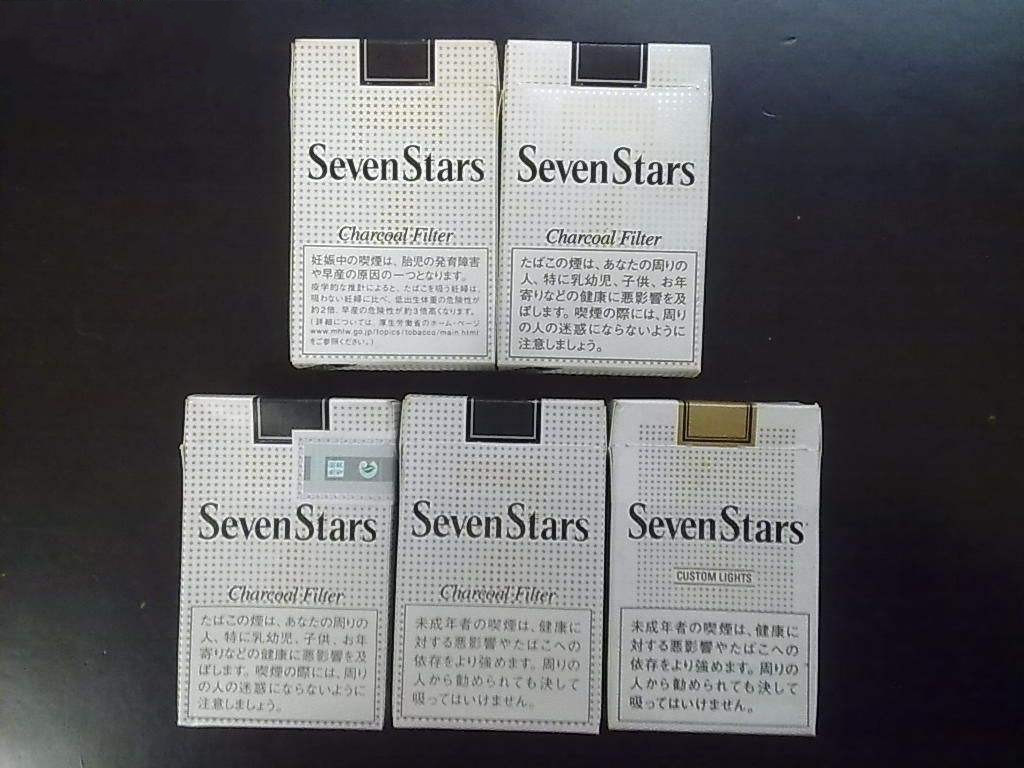 SevenStars
Charcoal Filter
妊娠中の喫煙は、胎児の発育障害
や早産の原因の一つとなります。
疫学的な推計によると、たばこを吸う妊婦は、
吸わない妊婦に比べ、低出生体重の危険性が
約2倍、早産の危険性が約3倍高くなります。
(詳細については、厚生労働省のホーム・ページ
www.mhlw.go.jp/topics/tobacco/main.html
をご参照ください。)
SevenStars
Charcoal Filter
たばこの煙は、あなたの周りの
人、特に乳幼児、子供、お年
寄りなどの健康に悪影響を及
ぼします。喫煙の際には、周り
の人の迷惑にならないように
注意しましょう。
SevenStars
Charcoal Filter
たばこの煙は、あなたの周りの
人、特に乳幼児、子供、お年
寄りなどの健康に悪影響を及
ぼします。喫煙の際には、周り
の人の迷惑にならないように
注意しましょう。
SevenStars
Charcoal Filter
未成年者の喫煙は、健康に
対する悪影響やたばこへの
依存をより強めます。周りの
人から勧められても決して
吸ってはいけません。
SevenStars
CUSTOM LIGHTS
未成年者の喫煙は、健康に
対する悪影響やたばこへの
依存をより強めます。周りの
人から勧められても決して
吸ってはいけません。